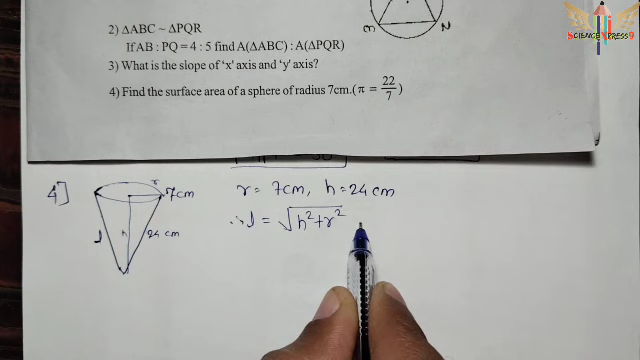 SCIENCE XPRESS 9
2) ΔABC ~ ΔPQR
If AB : PQ = 4 : 5 find A(ΔABC) : A(ΔPQR)
M N
3) What is the slope of 'x' axis and 'y' axis?
4) Find the surface area of a sphere of radius 7cm.(π = 22/7)
4] r 7cm r = 7cm, h = 24 cm
l h 24 cm ∴ l = √h²+r²